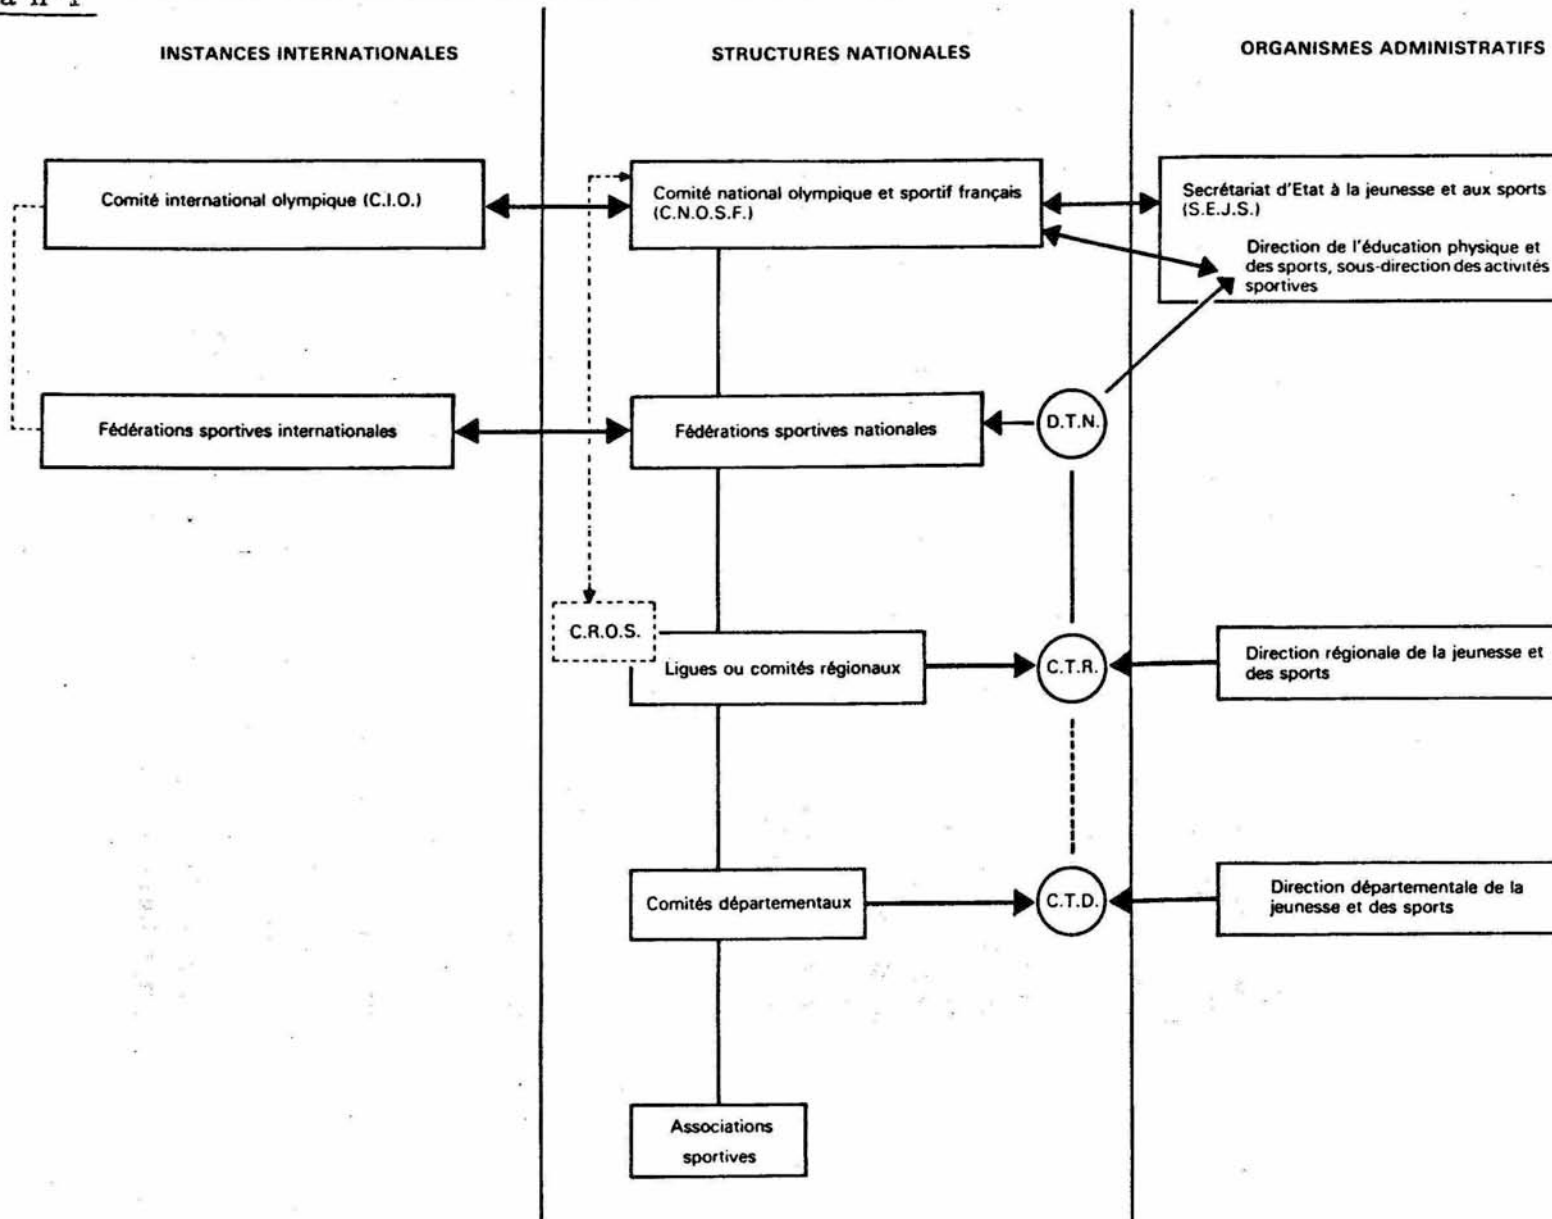 INSTANCES INTERNATIONALES
STRUCTURES NATIONALES
ORGANISMES ADMINISTRATIFS
Comité international olympique (C.I.O.)
Comité national olympique et sportif français
(C.N.O.S.F.)
Secrétariat d'Etat à la jeunesse et aux sports
(S.E.J.S.)
Direction de l'éducation physique et
des sports, sous-direction des activités
sportives
Fédérations sportives internationales
Fédérations sportives nationales
D.T.N.
C.R.O.S.
Ligues ou comités régionaux
C.T.R.
Direction régionale de la jeunesse et
des sports
Comités départementaux
C.T.D.
Direction départementale de la
jeunesse et des sports
Associations
sportives